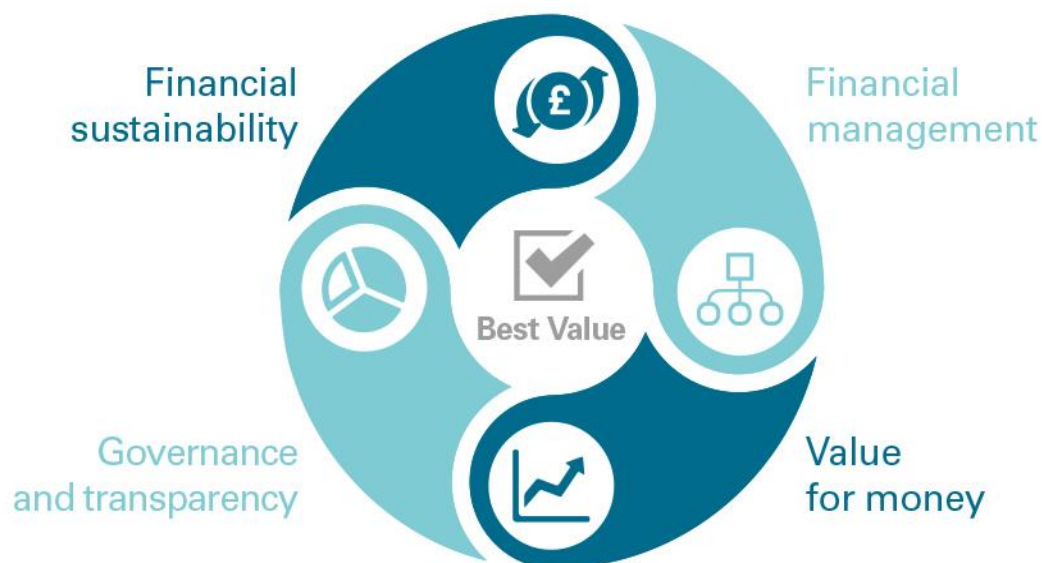 Financial
sustainability
Financial
management
£
Best Value
Governance
and transparency
Value
for money